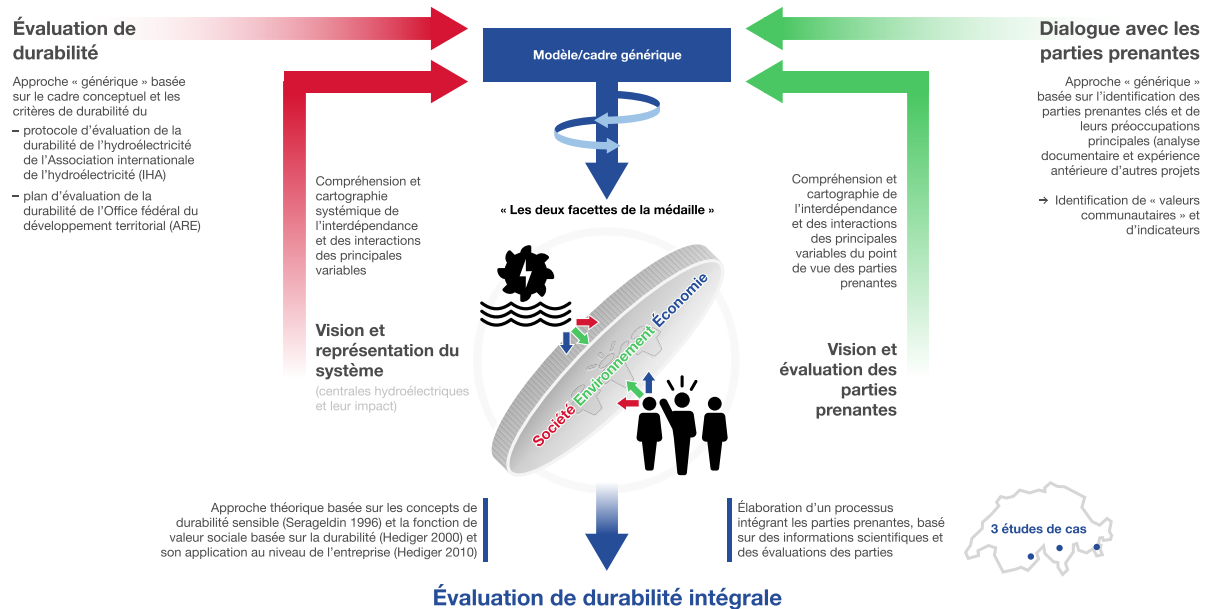 Évaluation de
durabilité
Approche « générique » basée
sur le cadre conceptuel et les
critères de durabilité du
– protocole d'évaluation de la
durabilité de l'hydroélectricité
de l'Association internationale
de l'hydroélectricité (IHA)
– plan d'évaluation de la
durabilité de l'Office fédéral du
développement territorial (ARE)
Modèle/cadre générique
Dialogue avec les
parties prenantes
Approche « générique »
basée sur l'identification des
parties prenantes clés et de
leurs préoccupations
principales (analyse
documentaire et expérience
antérieure d'autres projets
→ Identification de « valeurs
communautaires » et
d'indicateurs
Compréhension et
cartographie
systémique de
l'interdépendance
et des interactions
des principales
variables
Vision et
représentation du
système
(centrales hydroélectriques
et leur impact)
« Les deux facettes de la médaille »
Société Environnement Économie
Compréhension et
cartographie de
l'interdépendance
et des interactions
des principales
variables du point
de vue des parties
prenantes
Vision et
évaluation des
parties
prenantes
Approche théorique basée sur les concepts de
durabilité sensible (Serageldin 1996) et la fonction de
valeur sociale basée sur la durabilité (Hediger 2000) et
son application au niveau de l'entreprise (Hediger 2010)
Élaboration d'un processus
intégrant les parties prenantes, basé
sur des informations scientifiques et
des évaluations des parties
3 études de cas
Évaluation de durabilité intégrale